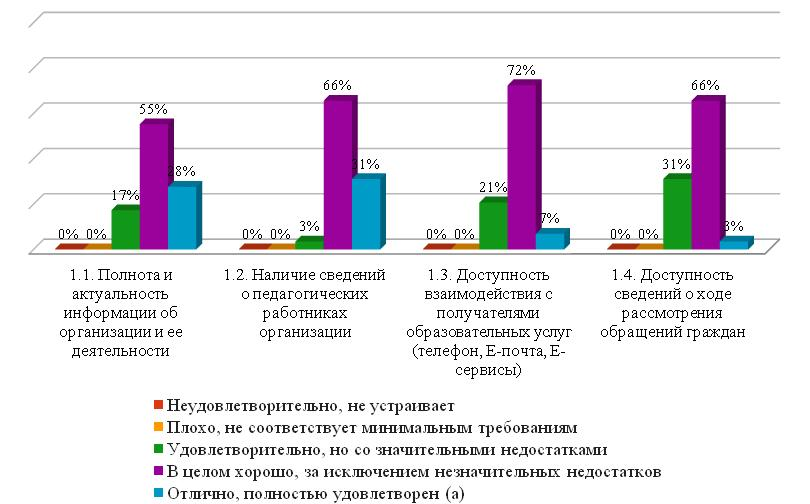 55%
66%
72%
66%
17%
28%
31%
21%
31%
0% 0%
0% 0% 3%
0% 0%
7%
0% 0%
3%
1.1. Полнота и
актуальность
информации об
организации и ее
деятельности
1.2. Наличие сведений
о педагогических
работниках
организации
1.3. Доступность
взаимодействия с
получателями
образовательных услуг
(телефон, Е-почта, Е-
сервисы)
1.4. Доступность
сведений о ходе
рассмотрения
обращений граждан
Неудовлетворительно, не устраивает
Плохо, не соответствует минимальным требованиям
Удовлетворительно, но со значительными недостатками
В целом хорошо, за исключением незначительных недостатков
Отлично, полностью удовлетворен (а)